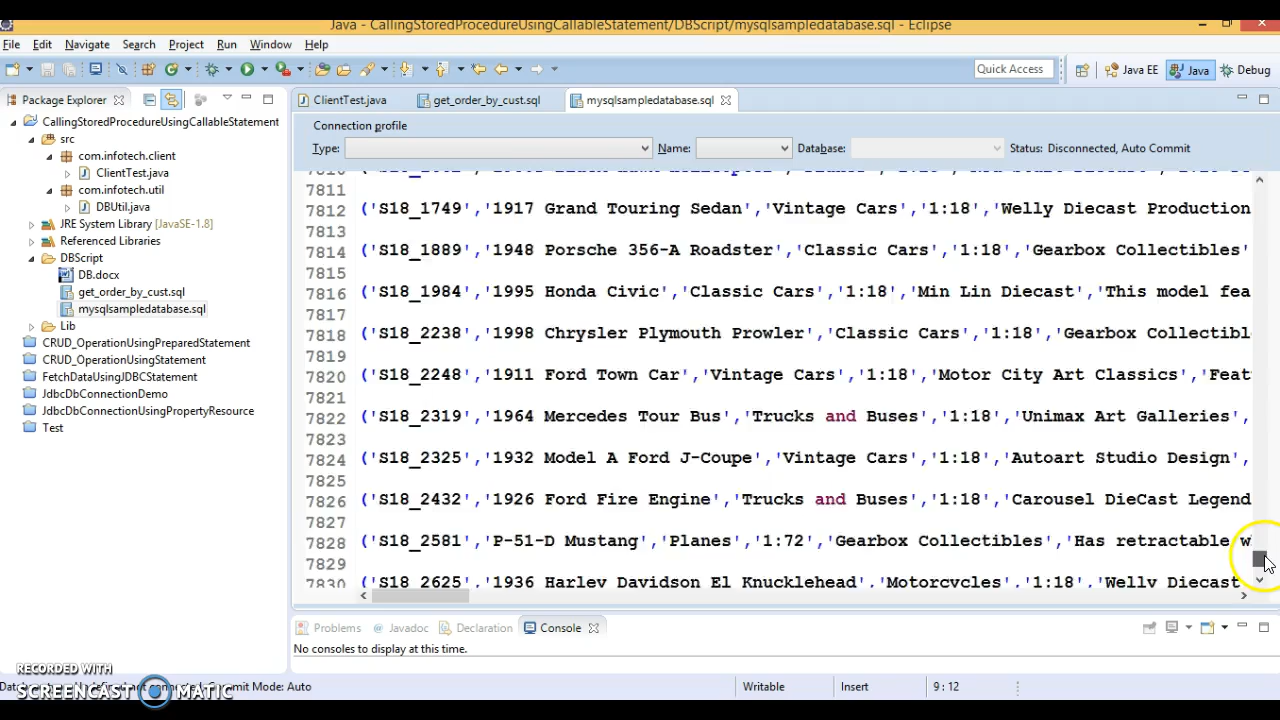 Java - CallingStoredProcedureUsingCallableStatement/DBScript/mysqlsampledatabase.sql - Eclipse
File Edit Navigate Search Project Run Window Help
Quick Access Java EE Java Debug
Package Explorer ClientTest.java get_order_by_cust.sql mysqlsampledatabase.sql
CallingStoredProcedureUsingCallableStatement
src
com.infotech.client
ClientTest.java
com.infotech.util
DBUtil.java
JRE System Library [JavaSE-1.8]
Referenced Libraries
DBScript
DB.docx
get_order_by_cust.sql
mysqlsampledatabase.sql
Lib
CRUD_OperationUsingPreparedStatement
CRUD_OperationUsingStatement
FetchDataUsingJDBCStatement
JdbcDbConnectionDemo
JdbcDbConnectionUsingPropertyResource
Test
Connection profile
Type: Name: Database: Status: Disconnected, Auto Commit
7810
7811
7812 ('S18_1749','1917 Grand Touring Sedan','Vintage Cars','1:18','Welly Diecast Production
7813
7814 ('S18_1889','1948 Porsche 356-A Roadster','Classic Cars','1:18','Gearbox Collectibles'
7815
7816 ('S18_1984','1995 Honda Civic','Classic Cars','1:18','Min Lin Diecast','This model fea
7817
7818 ('S18_2238','1998 Chrysler Plymouth Prowler','Classic Cars','1:18','Gearbox Collectibl
7819
7820 ('S18_2248','1911 Ford Town Car','Vintage Cars','1:18','Motor City Art Classics','Feat
7821
7822 ('S18_2319','1964 Mercedes Tour Bus','Trucks and Buses','1:18','Unimax Art Galleries',
7823
7824 ('S18_2325','1932 Model A Ford J-Coupe','Vintage Cars','1:18','Autoart Studio Design',
7825
7826 ('S18_2432','1926 Ford Fire Engine','Trucks and Buses','1:18','Carousel DieCast Legend
7827
7828 ('S18_2581','P-51-D Mustang','Planes','1:72','Gearbox Collectibles','Has retractable w
7829
7830 ('S18_2625','1936 Harley Davidson El Knucklehead','Motorcycles','1:18','Welly Diecast
Problems Javadoc Declaration Console
No consoles to display at this time.
RECORDED WITH
SCREENCAST MATIC
Commit Mode: Auto Writable Insert 9 : 12